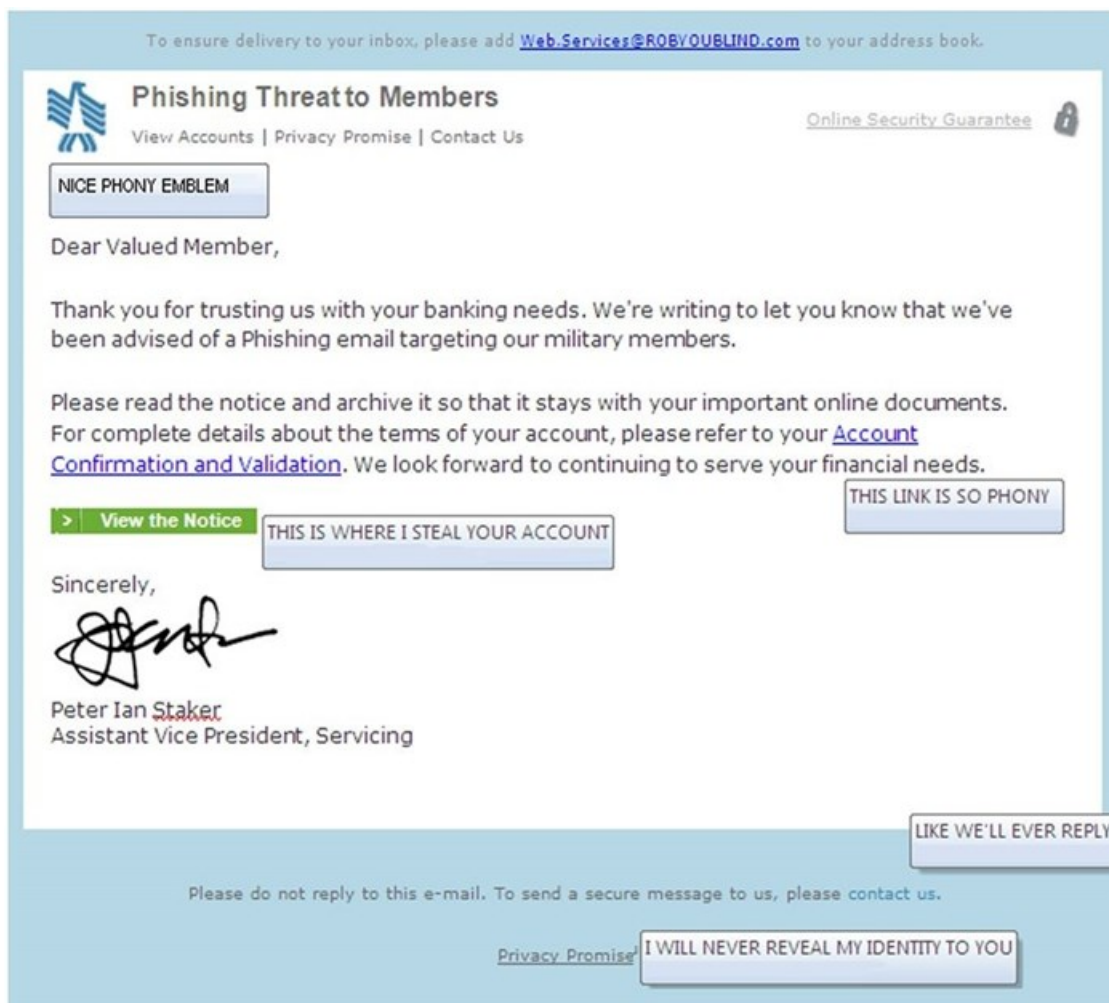 To ensure delivery to your inbox, please add Web.Services@ROBYOUBLIND.com to your address book.
Phishing Threat to Members
View Accounts | Privacy Promise | Contact Us
Online Security Guarantee
NICE PHONY EMBLEM
Dear Valued Member,
Thank you for trusting us with your banking needs. We're writing to let you know that we've
been advised of a Phishing email targeting our military members.
Please read the notice and archive it so that it stays with your important online documents.
For complete details about the terms of your account, please refer to your Account
Confirmation and Validation. We look forward to continuing to serve your financial needs.
THIS LINK IS SO PHONY
> View the Notice
THIS IS WHERE I STEAL YOUR ACCOUNT
Sincerely,
Peter Ian Staker
Assistant Vice President, Servicing
LIKE WE'LL EVER REPLY
Please do not reply to this e-mail. To send a secure message to us, please contact us.
Privacy Promise
I WILL NEVER REVEAL MY IDENTITY TO YOU